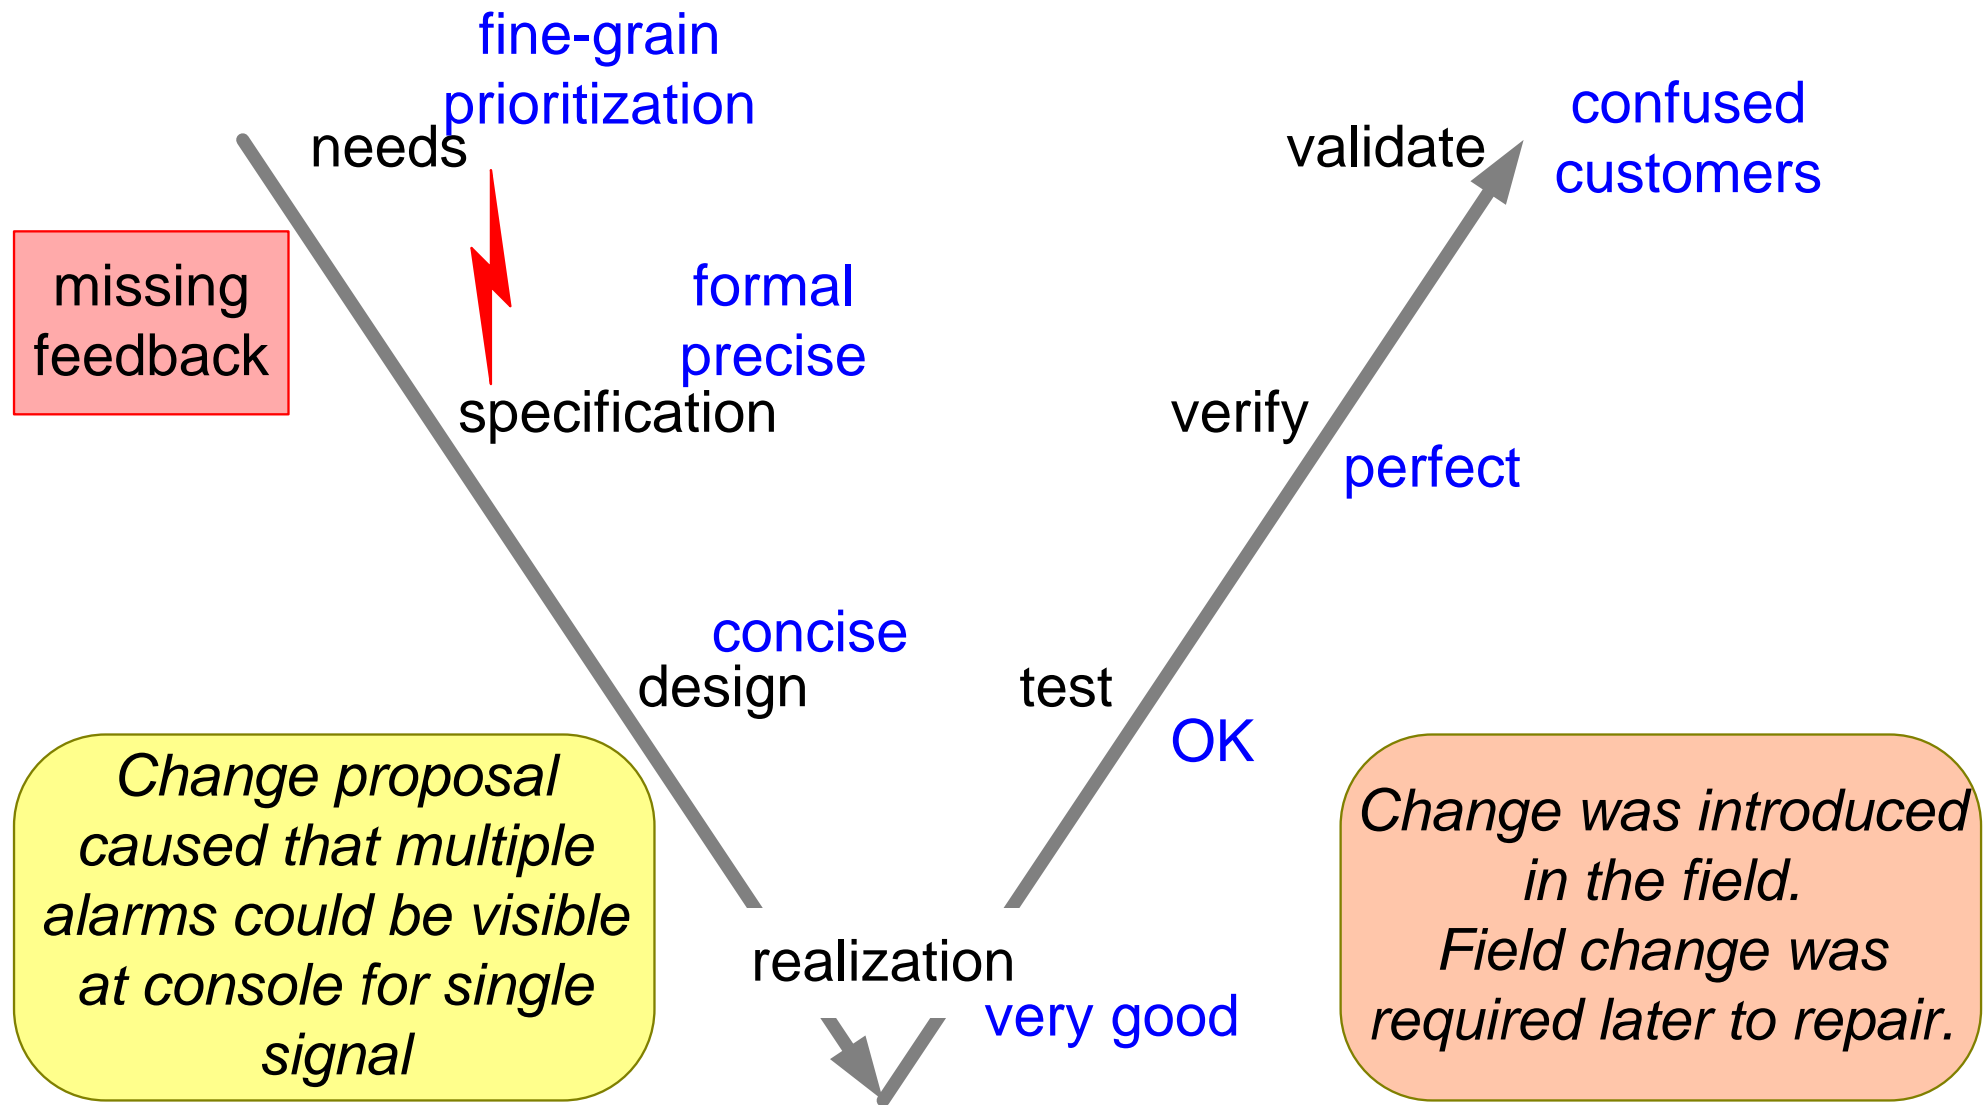 fine-grain
prioritization
needs
missing
feedback
formal
precise
specification
concise
design
Change proposal
caused that multiple
alarms could be visible
at console for single
signal
realization
very good
test
OK
verify
perfect
validate
confused
customers
Change was introduced
in the field.
Field change was
required later to repair.